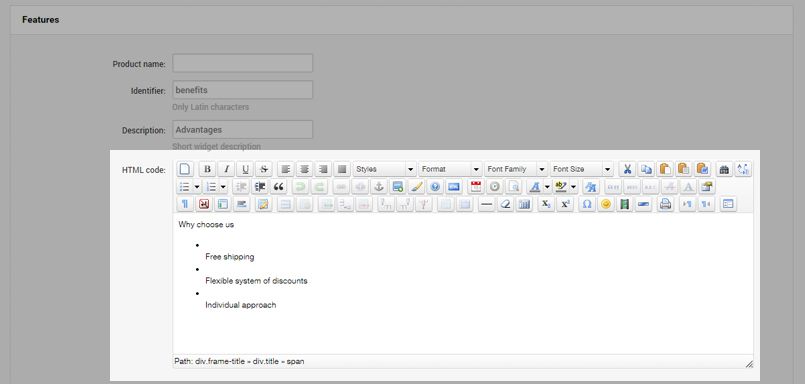 Features
Product name:
Identifier: benefits
Only Latin characters
Description: Advantages
Short widget description
HTML code:
B I U S Styles Format Font Family Font Size
Why choose us
Free shipping
Flexible system of discounts
Individual approach
Path: div.frame-title » div.title » span